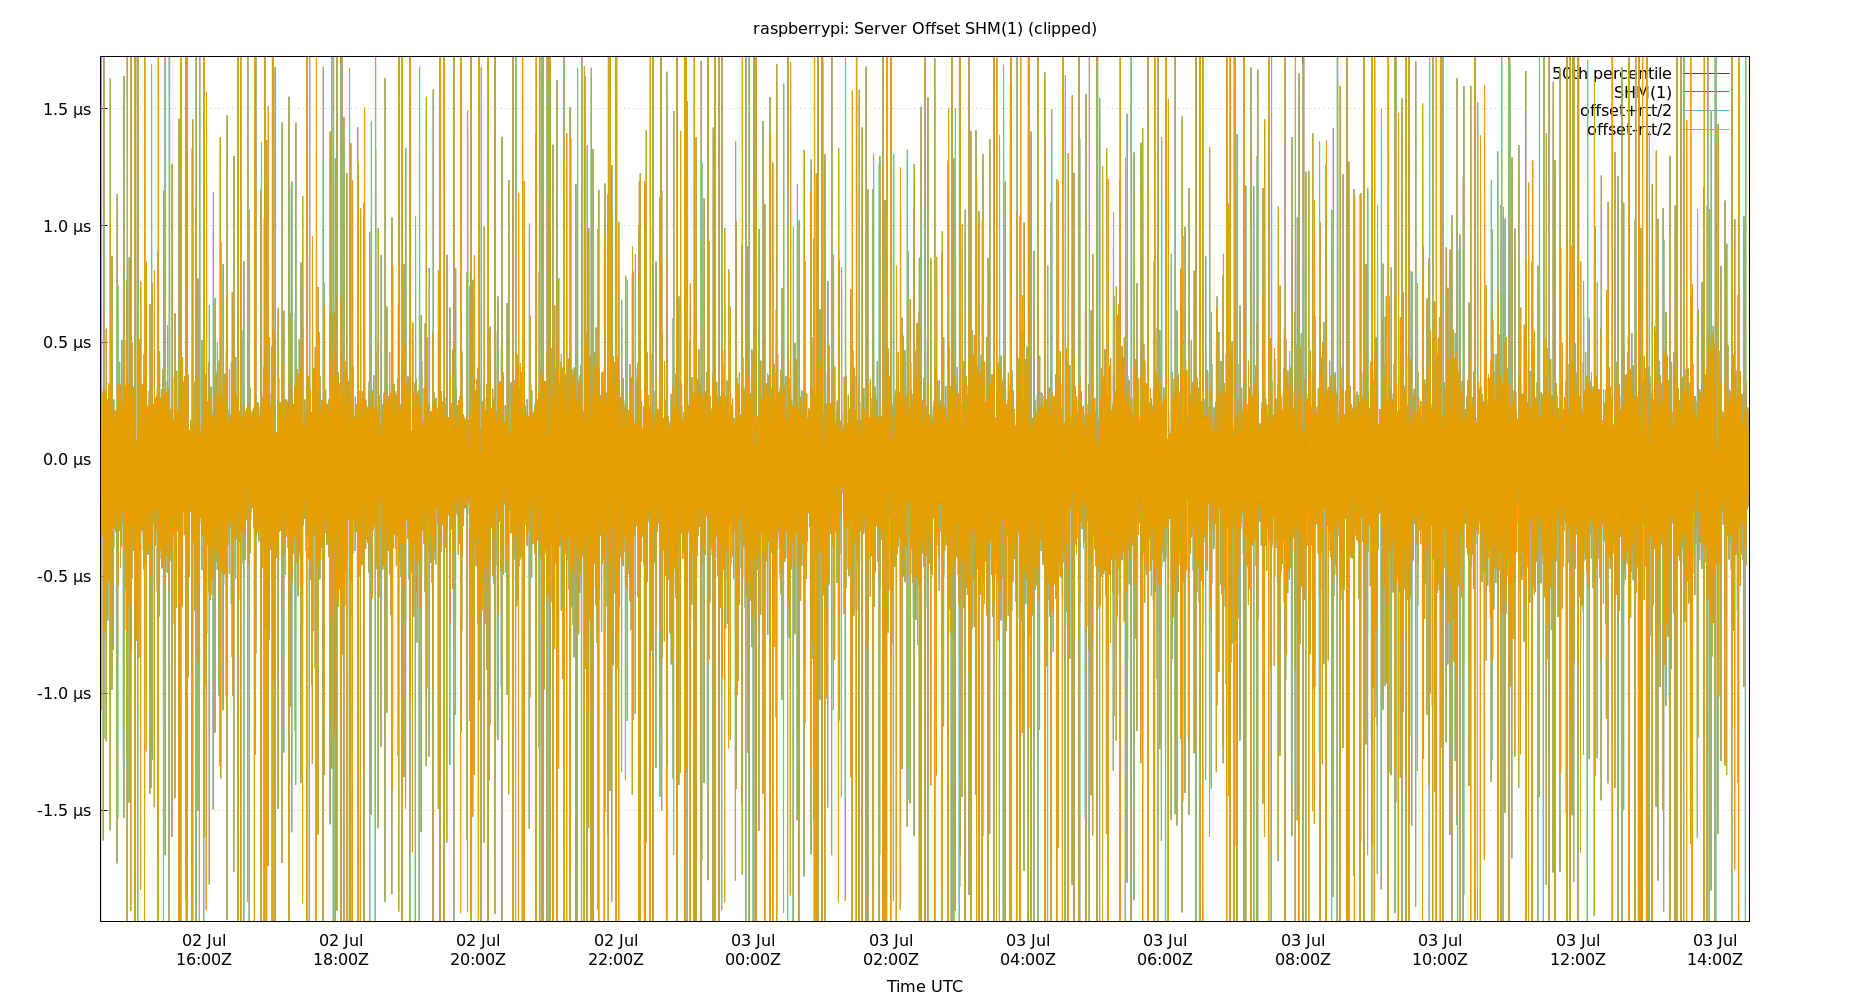 raspberrypi: Server Offset SHM(1) (clipped)
50th percentile
SHM(1)
offset+rtt/2
offset-rtt/2
1.5 µs
1.0 µs
0.5 µs
0.0 µs
-0.5 µs
-1.0 µs
-1.5 µs
02 Jul 02 Jul 02 Jul 02 Jul 03 Jul 03 Jul 03 Jul 03 Jul 03 Jul 03 Jul 03 Jul 03 Jul
16:00Z 18:00Z 20:00Z 22:00Z 00:00Z 02:00Z 04:00Z 06:00Z 08:00Z 10:00Z 12:00Z 14:00Z
Time UTC